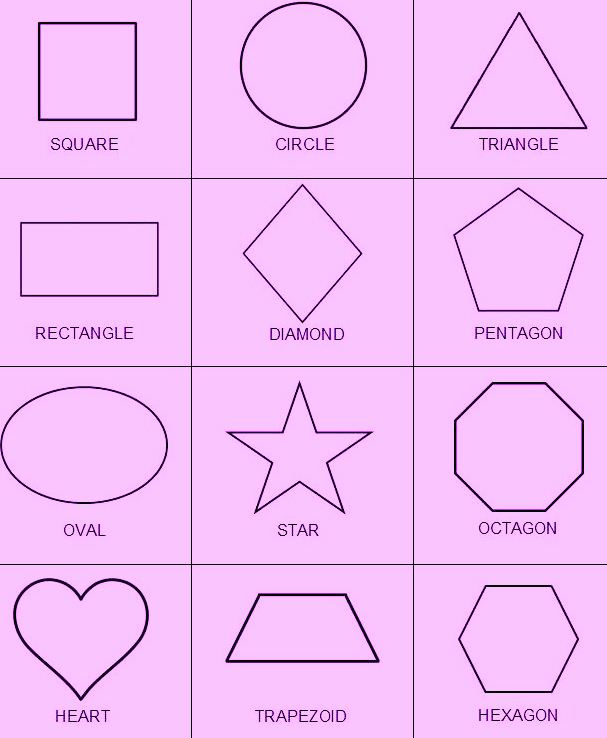 SQUARE
CIRCLE
TRIANGLE
RECTANGLE
DIAMOND
PENTAGON
OVAL
STAR
OCTAGON
HEART
TRAPEZOID
HEXAGON